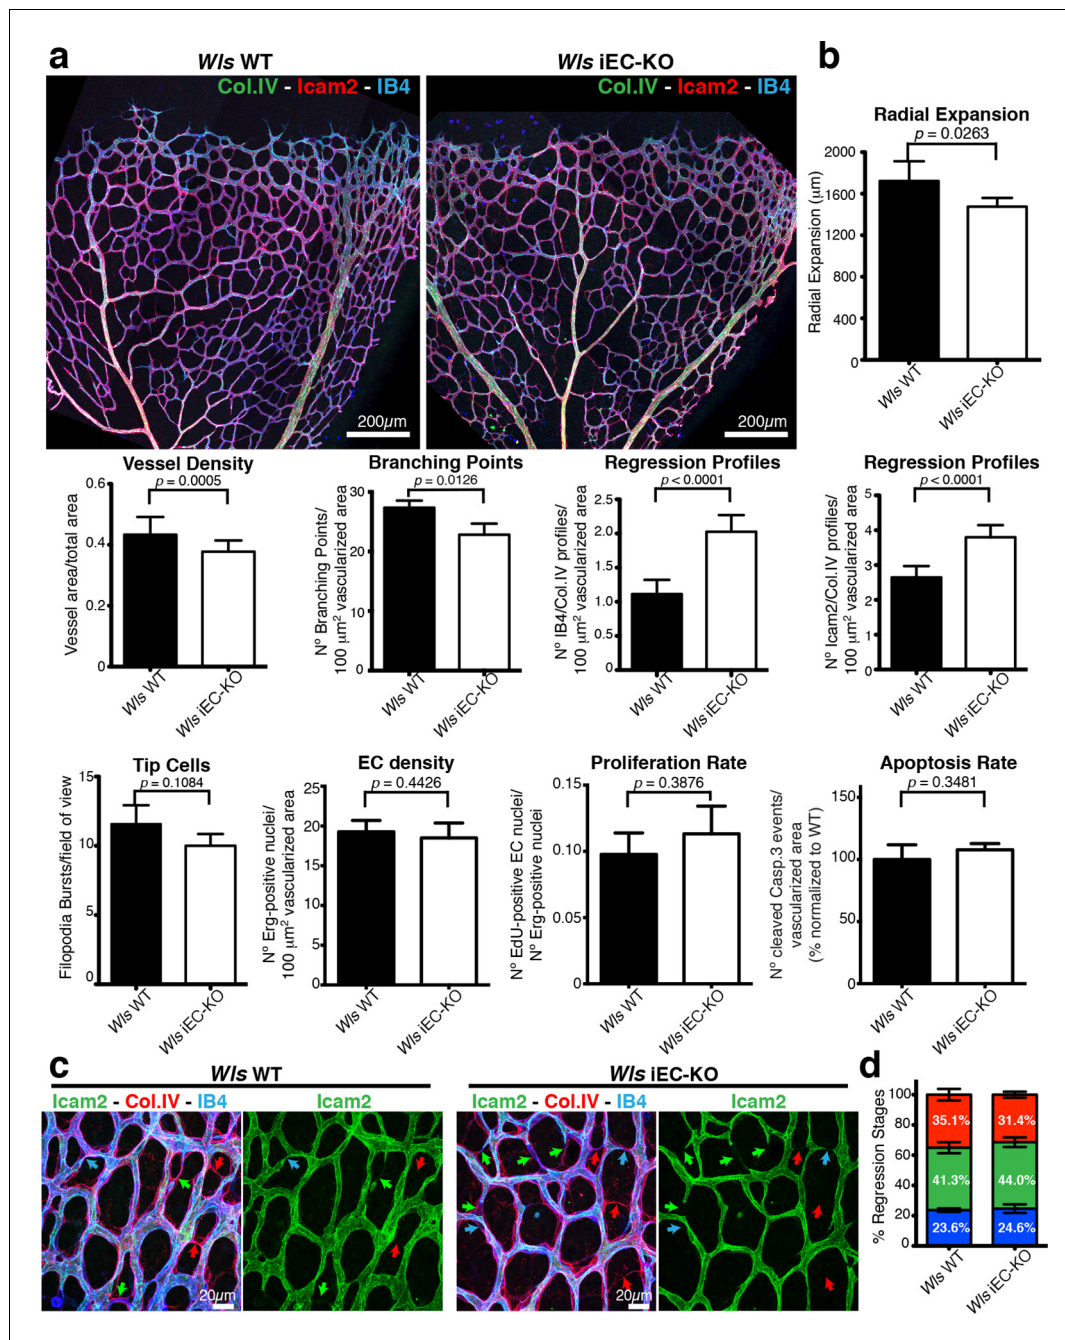 a
Wls WT
Wls iEC-KO
b
Col.IV - Icam2 - IB4
Col.IV - Icam2 - IB4
200µm
200µm
Radial Expansion
p = 0.0263
Radial Expansion (µm)
2000
1600
1200
800
400
0
Wls WT
Wls iEC-KO
Vessel Density
p = 0.0005
Vessel area/total area
0.6
0.4
0.2
0
Wls WT
Wls iEC-KO
Branching Points
p = 0.0126
Nº Branching Points/
100 µm² vascularized area
30
20
10
0
Wls WT
Wls iEC-KO
Regression Profiles
p < 0.0001
Nº IB4/Col.IV profiles/
100 µm² vascularized area
2.5
2.0
1.5
1.0
0.5
0
Wls WT
Wls iEC-KO
Regression Profiles
p < 0.0001
Nº Icam2/Col.IV profiles/
100 µm² vascularized area
5
4
3
2
1
0
Wls WT
Wls iEC-KO
Tip Cells
p = 0.1084
Filopodia Bursts/field of view
15
10
5
0
Wls WT
Wls iEC-KO
EC density
p = 0.4426
Nº Erg-positive nuclei/
100 µm² vascularized area
25
20
15
10
5
0
Wls WT
Wls iEC-KO
Proliferation Rate
p = 0.3876
Nº EdU-positive EC nuclei/
Nº Erg-positive nuclei
0.15
0.10
0.05
0
Wls WT
Wls iEC-KO
Apoptosis Rate
p = 0.3481
Nº cleaved Casp.3 events/
vascularized area
(% normalized to WT)
150
100
50
0
Wls WT
Wls iEC-KO
c
Wls WT
Wls iEC-KO
Icam2 - Col.IV - IB4
Icam2
Icam2 - Col.IV - IB4
Icam2
20µm
20µm
d
% Regression Stages
100
80
60
40
20
0
35.1%
41.3%
23.6%
31.4%
44.0%
24.6%
Wls WT
Wls iEC-KO